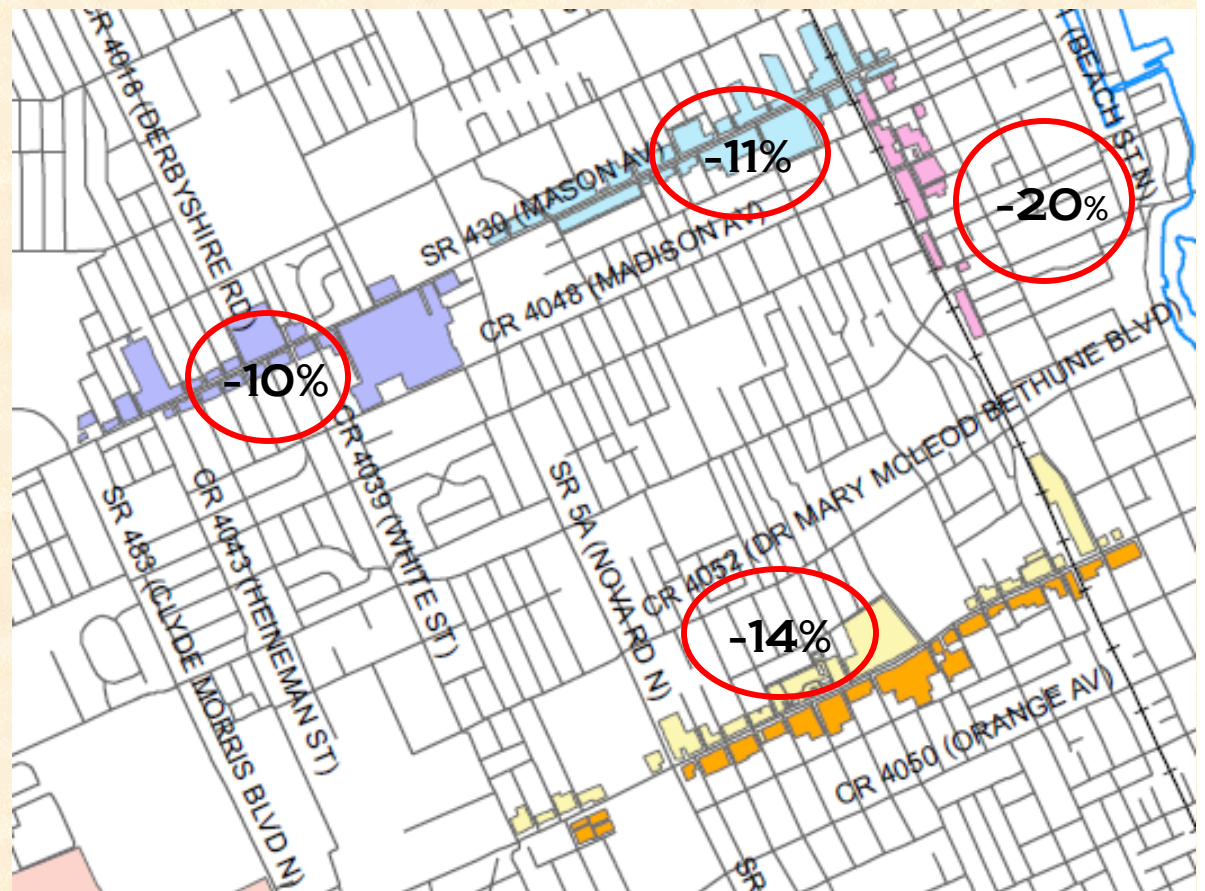 CR 4018 (DERBYSHIRE RD)
(BEACH ST N)
-11%
-20%
SR 430 (MASON AV)
CR 4048 (MADISON AV)
-10%
CR 4052 (DR MARY MCLEOD BETHUNE BLVD)
CR 4039 (WHITE ST)
SR 5A (NOVA RD N)
CR 4043 (HEINEMAN ST)
SR 483 (CLYDE MORRIS BLVD N)
-14%
CR 4050 (ORANGE AV)
SR